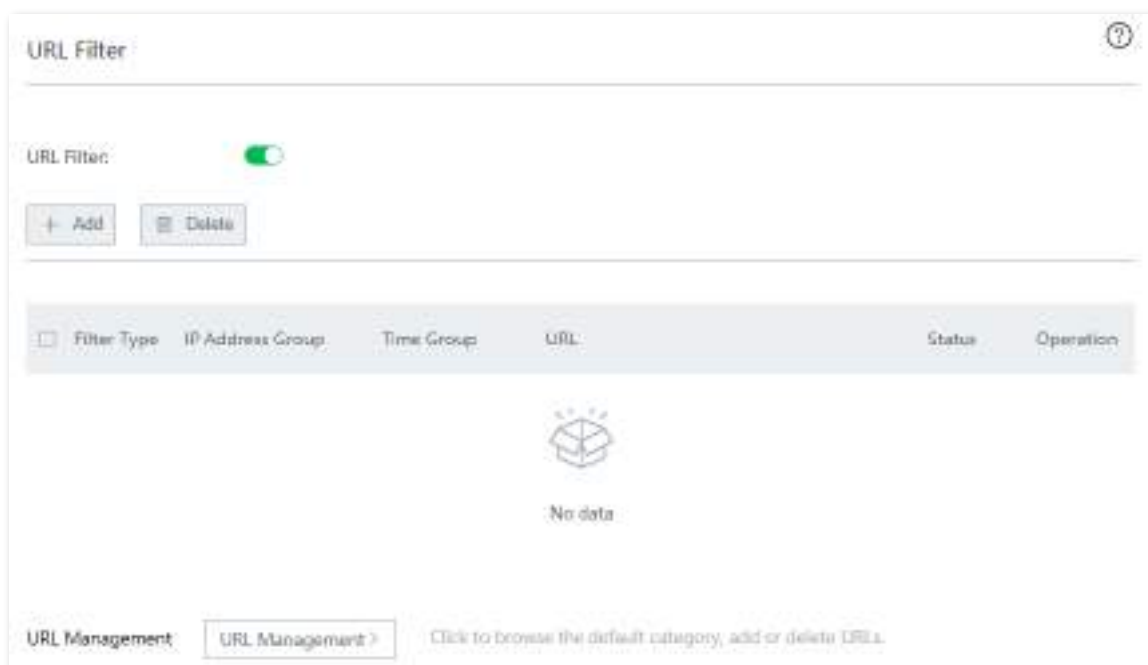 URL Filter
URL Filter:
+ Add Delete
Filter Type IP Address Group Time Group URL Status Operation
No data
URL Management URL Management > Click to browse the default category, add or delete URLs.